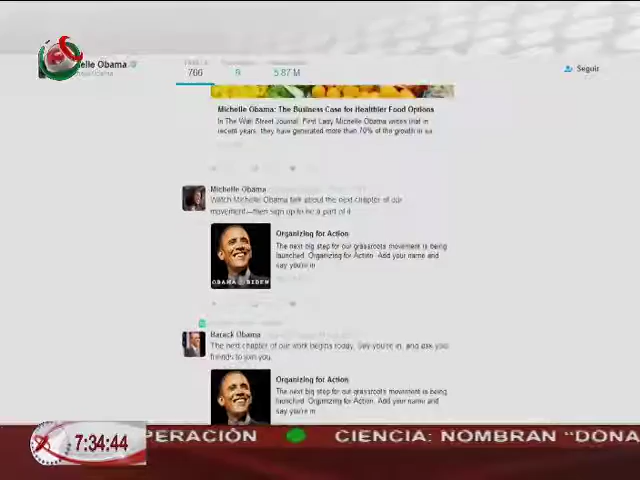 elle Obama
766
9
5.87 M
Seguir
Michelle Obama: The Business Case for Healthier Food Options
In The Wall Street Journal, First Lady Michelle Obama writes that in
recent years, they have generated more than 70% of the growth in sa
Michelle Obama
Watch Michelle Obama talk about the next chapter of our
movement—then sign up to be a part of it
Organizing for Action
The next big step for our grassroots movement is being
launched: Organizing for Action. Add your name and
say you're in
OBAMA BIDEN
Barack Obama
The next chapter of our work begins today. Say you're in, and ask your
friends to join you.
Organizing for Action
The next big step for our grassroots movement is being
launched: Organizing for Action. Add your name and
say you're in
7:34:44
PERACIÓN
CIENCIA: NOMBRAN “DONA